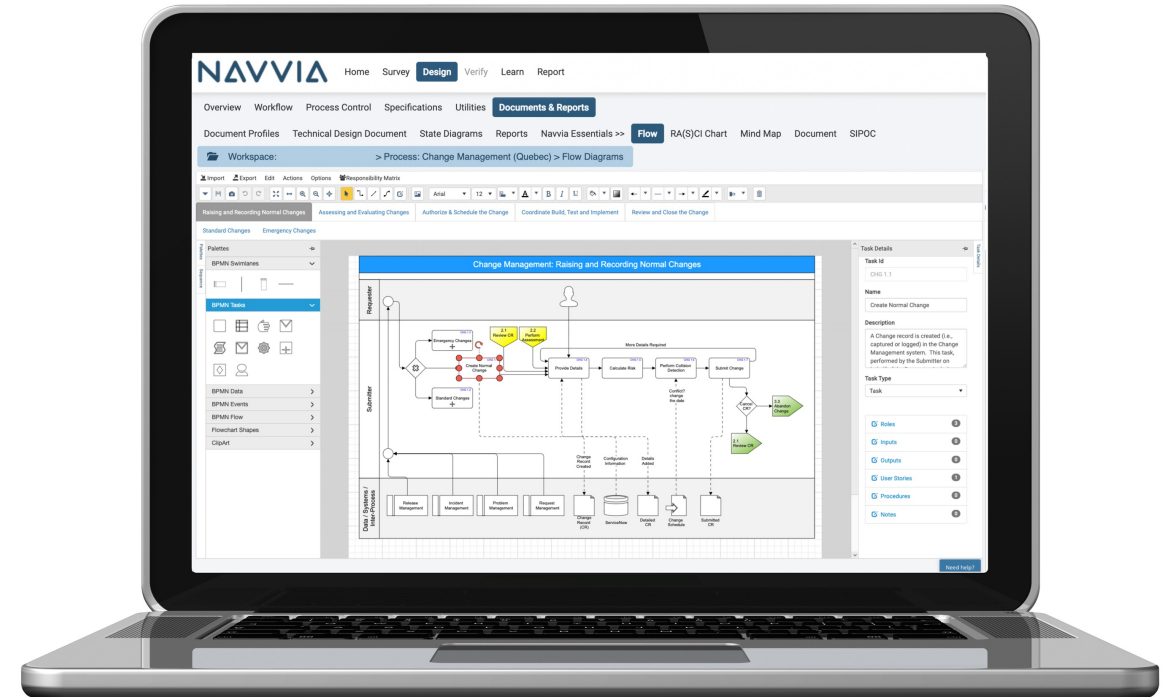 NAVVIA
Home Survey Design Verify Learn Report
Overview Workflow Process Control Specifications Utilities Documents & Reports
Document Profiles Technical Design Document State Diagrams Reports Navvia Essentials >> Flow RA(S)CI Chart Mind Map Document SIPOC
Workspace: > Process: Change Management (Quebec) > Flow Diagrams
Import Export Edit Actions Options Responsibility Matrix
Arial 12 A B I U
Raising and Recording Normal Changes Assessing and Evaluating Changes Authorize & Schedule the Change Coordinate Build, Test and Implement Review and Close the Change
Standard Changes Emergency Changes
Palettes
Sequence
Palettes
BPMN Swimlanes
BPMN Tasks
BPMN Data
BPMN Events
BPMN Flow
Flowchart Shapes
ClipArt
Change Management: Raising and Recording Normal Changes
Requester
Submitter
Data / Systems /
Inter-Process
Emergency Changes
Create Normal
Change
Standard Changes
2.1
Review CR
2.2
Perform
Assessment
More Details Required
Provide Details
Calculate Risk
Perform Collision
Detection
Submit Change
Conflict?
change
the date
Cancel
CR?
3.3
Abandon
Change
2.1
Review CR
Change
Record
Created
Configuration
Information
Details
Added
Release
Management
Incident
Management
Problem
Management
Request
Management
Change
Record
(CR)
ServiceNow
Detailed
CR
Change
Schedule
Submitted
CR
Task Details
Task Details
Task Id
CHG 1.1
Name
Create Normal Change
Description
A Change record is created (i.e.,
captured or logged) in the Change
Management system. This task,
performed by the Submitter on
Task Type
Task
Roles 3
Inputs 0
Outputs 0
User Stories 1
Procedures 0
Notes 0
Need help?